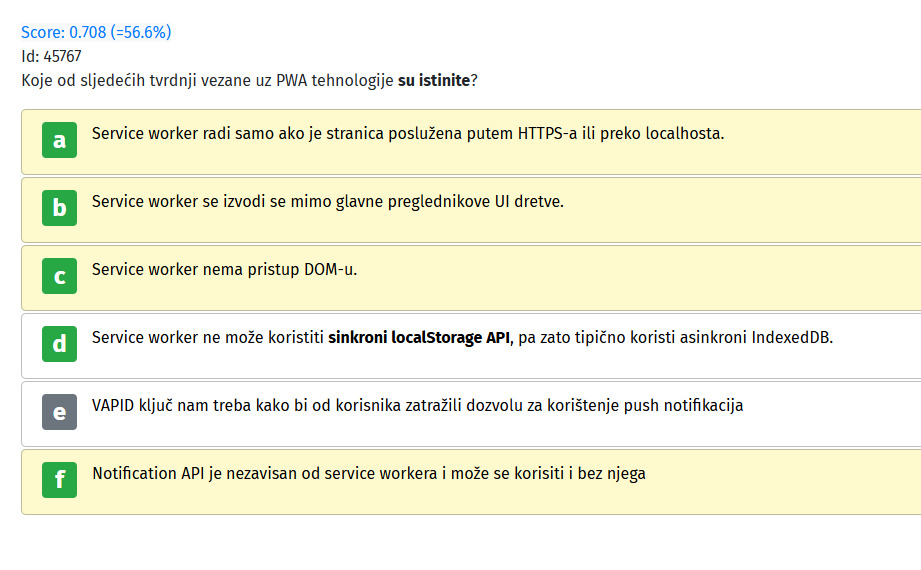 Score: 0.708 (=56.6%)
Id: 45767
Koje od sljedećih tvrdnji vezane uz PWA tehnologije su istinite?
a Service worker radi samo ako je stranica poslužena putem HTTPS-a ili preko localhosta.
b Service worker se izvodi se mimo glavne preglednikove UI dretve.
c Service worker nema pristup DOM-u.
d Service worker ne može koristiti sinkroni localStorage API, pa zato tipično koristi asinkroni IndexedDB.
e VAPID ključ nam treba kako bi od korisnika zatražili dozvolu za korištenje push notifikacija
f Notification API je nezavisan od service workera i može se korisiti i bez njega